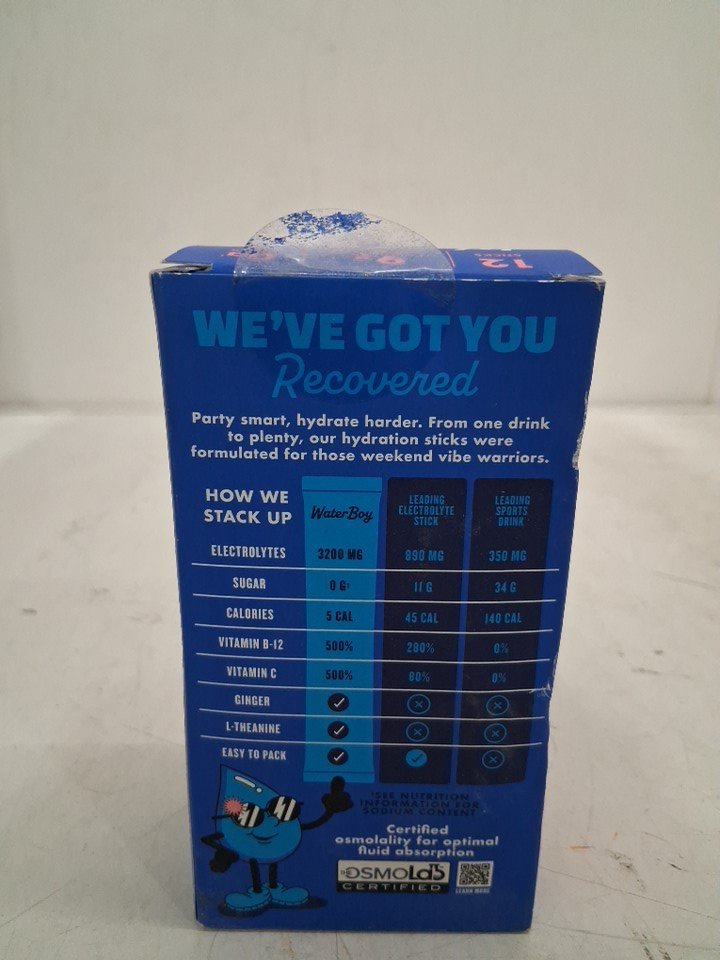 12
STICKS
WE'VE GOT YOU
Recovered
Party smart, hydrate harder. From one drink
to plenty, our hydration sticks were
formulated for those weekend vibe warriors.
HOW WE
STACK UP
WaterBoy
LEADING
ELECTROLYTE
STICK
LEADING
SPORTS
DRINK
ELECTROLYTES 3200 MG 890 MG 350 MG
SUGAR 0 G† 11 G 34 G
CALORIES 5 CAL 45 CAL 140 CAL
VITAMIN B-12 500% 280% 0%
VITAMIN C 500% 80% 0%
GINGER
L-THEANINE
EASY TO PACK
†SEE NUTRITION
INFORMATION FOR
SODIUM CONTENT
Certified
osmolality for optimal
fluid absorption
OSMOLabs
CERTIFIED
LEARN MORE